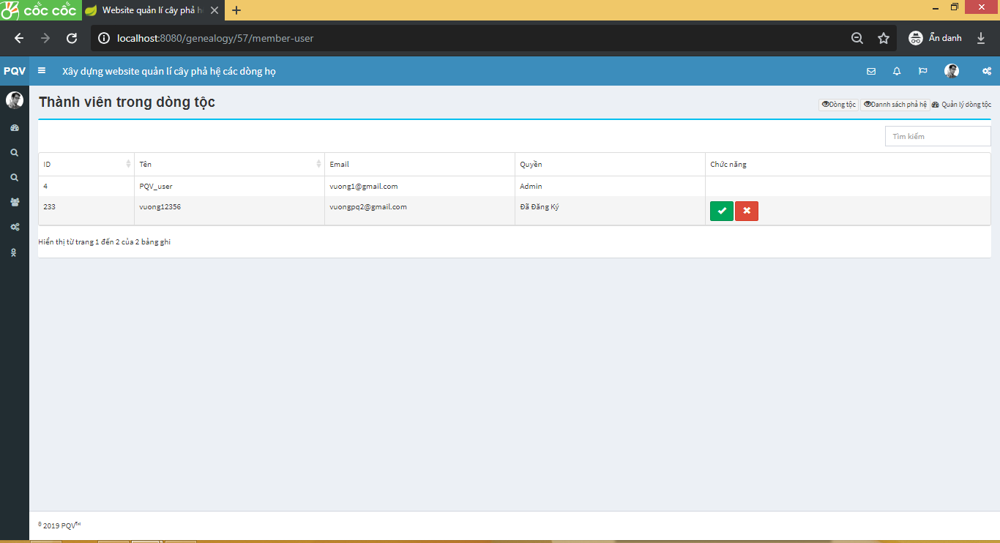 cốc cốc
Website quản lí cây phả h
localhost:8080/genealogy/57/member-user
Ẩn danh
PQV
Xây dựng website quản lí cây phả hệ các dòng họ
Thành viên trong dòng tộc
Dòng tộc Dannh sách phả hệ Quản lý dòng tộc
Tìm kiếm
ID Tên Email Quyền Chức năng
4 PQV_user vuong1@gmail.com Admin
233 vuong12356 vuongpq2@gmail.com Đã Đăng Ký
Hiển thị từ trang 1 đến 2 của 2 bảng ghi
© 2019 PQV™